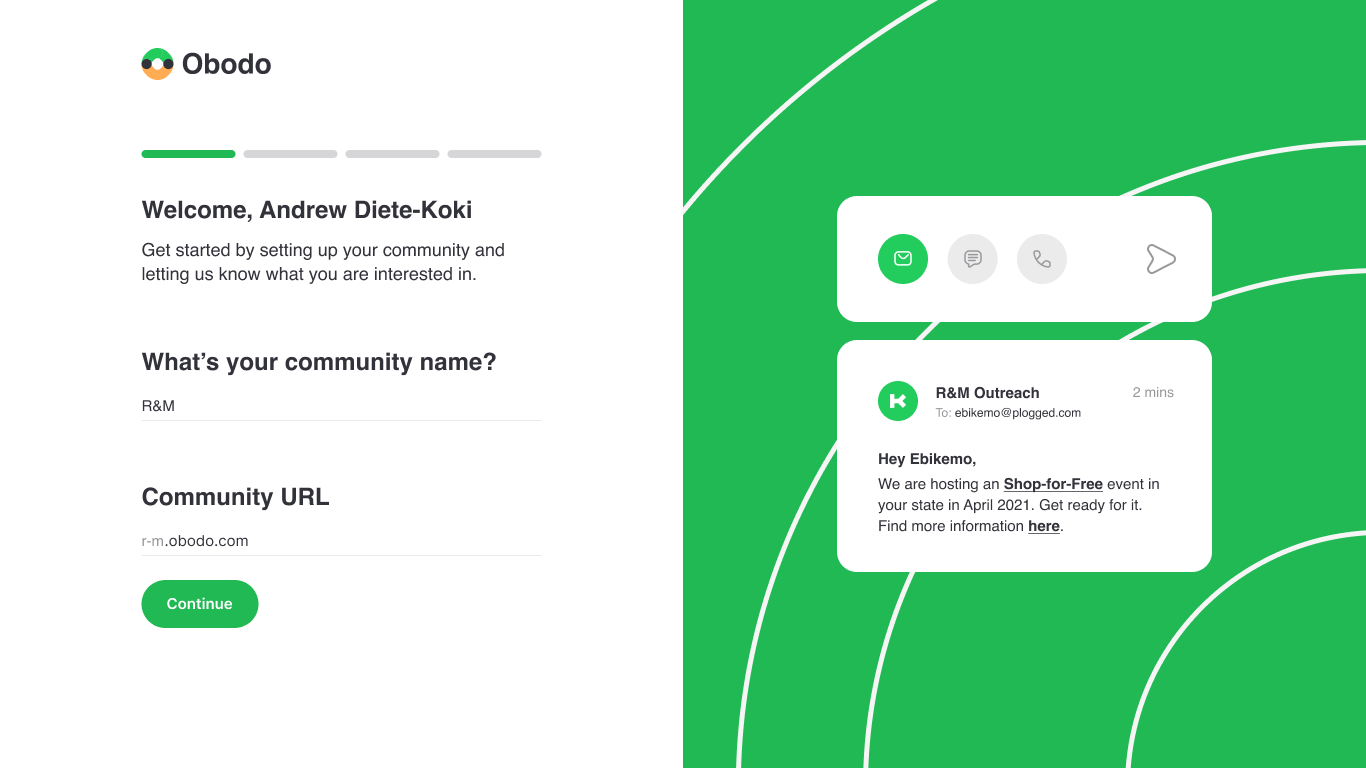 Obodo
Welcome, Andrew Diete-Koki
Get started by setting up your community and
letting us know what you are interested in.
What’s your community name?
R&M
Community URL
r-m.obodo.com
Continue
R&M Outreach
2 mins
To: ebikemo@plogged.com
Hey Ebikemo,
We are hosting an Shop-for-Free event in
your state in April 2021. Get ready for it.
Find more information here.